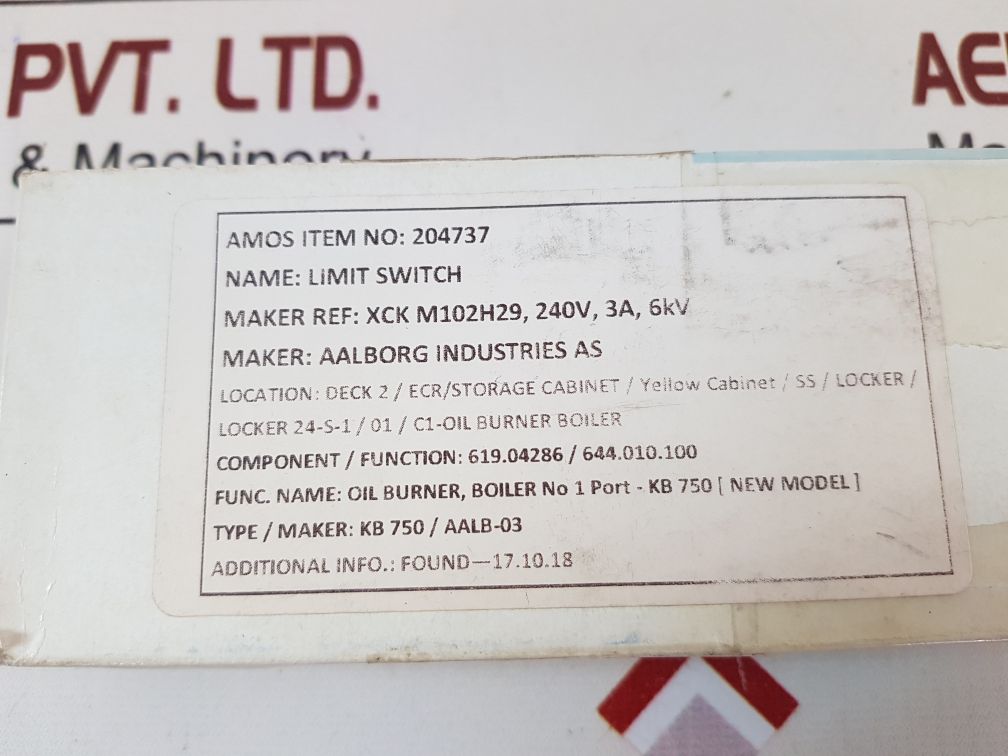 PVT. LTD.
& Machinery
AMOS ITEM NO: 204737
NAME: LIMIT SWITCH
MAKER REF: XCK M102H29, 240V, 3A, 6kV
MAKER: AALBORG INDUSTRIES AS
LOCATION: DECK 2 / ECR/STORAGE CABINET / Yellow Cabinet / SS / LOCKER /
LOCKER 24-S-1 / 01 / C1-OIL BURNER BOILER
COMPONENT / FUNCTION: 619.04286 / 644.010.100
FUNC. NAME: OIL BURNER, BOILER No 1 Port - KB 750 [ NEW MODEL ]
TYPE / MAKER: KB 750 / AALB-03
ADDITIONAL INFO.: FOUND—17.10.18